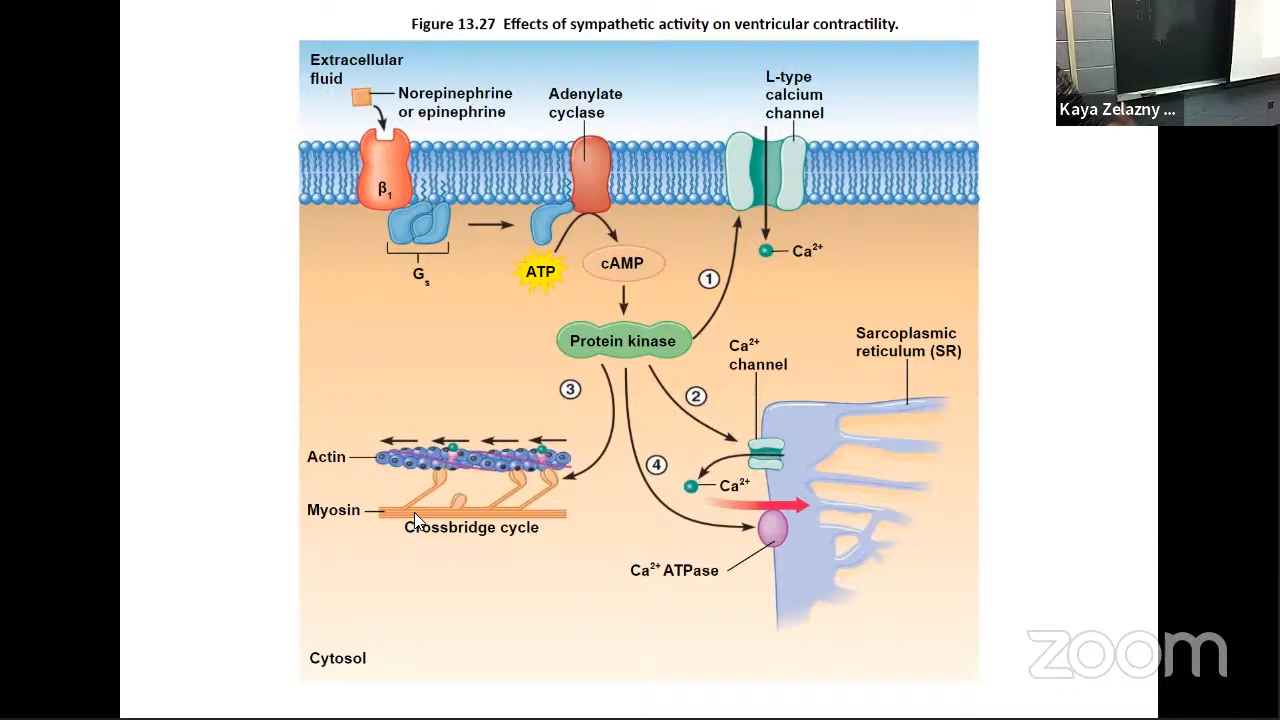 Figure 13.27 Effects of sympathetic activity on ventricular contractility.
Kaya Zelazny ...
Extracellular
fluid
Norepinephrine
or epinephrine
Adenylate
cyclase
L-type
calcium
channel
β₁
Gₛ
ATP
cAMP
1
Ca²⁺
Protein kinase
Ca²⁺
channel
Sarcoplasmic
reticulum (SR)
3
2
4
Actin
Ca²⁺
Myosin
Crossbridge cycle
Ca²⁺ ATPase
Cytosol
zoom